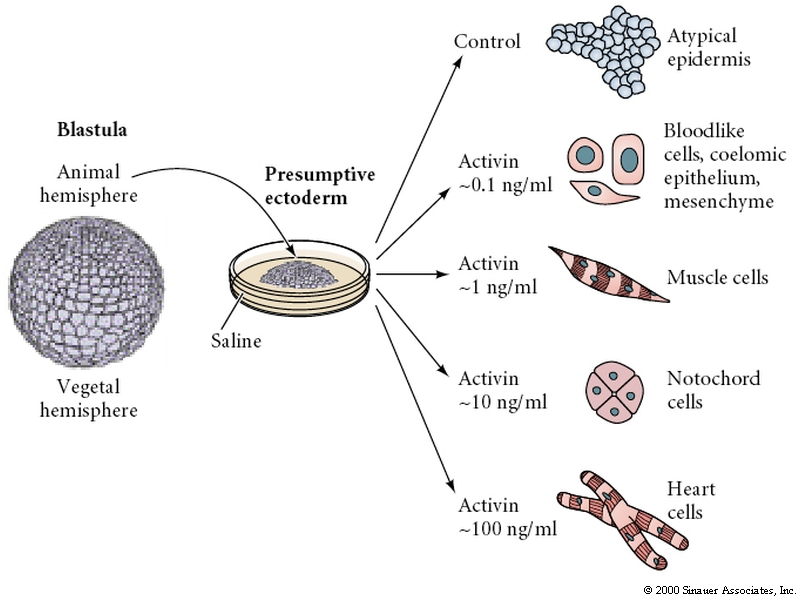 Blastula
Animal
hemisphere
Vegetal
hemisphere
Presumptive
ectoderm
Saline
Control
Atypical
epidermis
Activin
~0.1 ng/ml
Bloodlike
cells, coelomic
epithelium,
mesenchyme
Activin
~1 ng/ml
Muscle cells
Activin
~10 ng/ml
Notochord
cells
Activin
~100 ng/ml
Heart
cells
© 2000 Sinauer Associates, Inc.